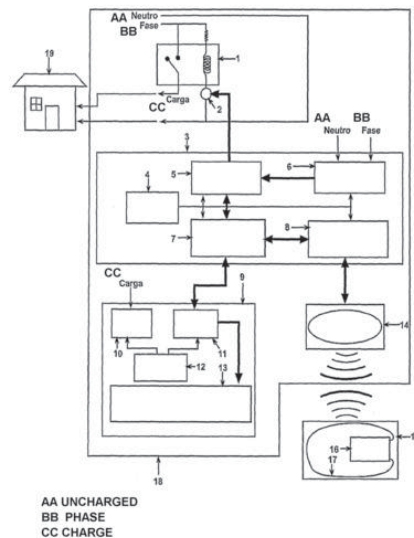 AA Neutro
BB Fase
19
1
CC Carga
2
AA BB
Neutro Fase
3
5
6
4
7
8
CC
Carga
9
14
10
11
12
13
16
17
18
AA UNCHARGED
BB PHASE
CC CHARGE